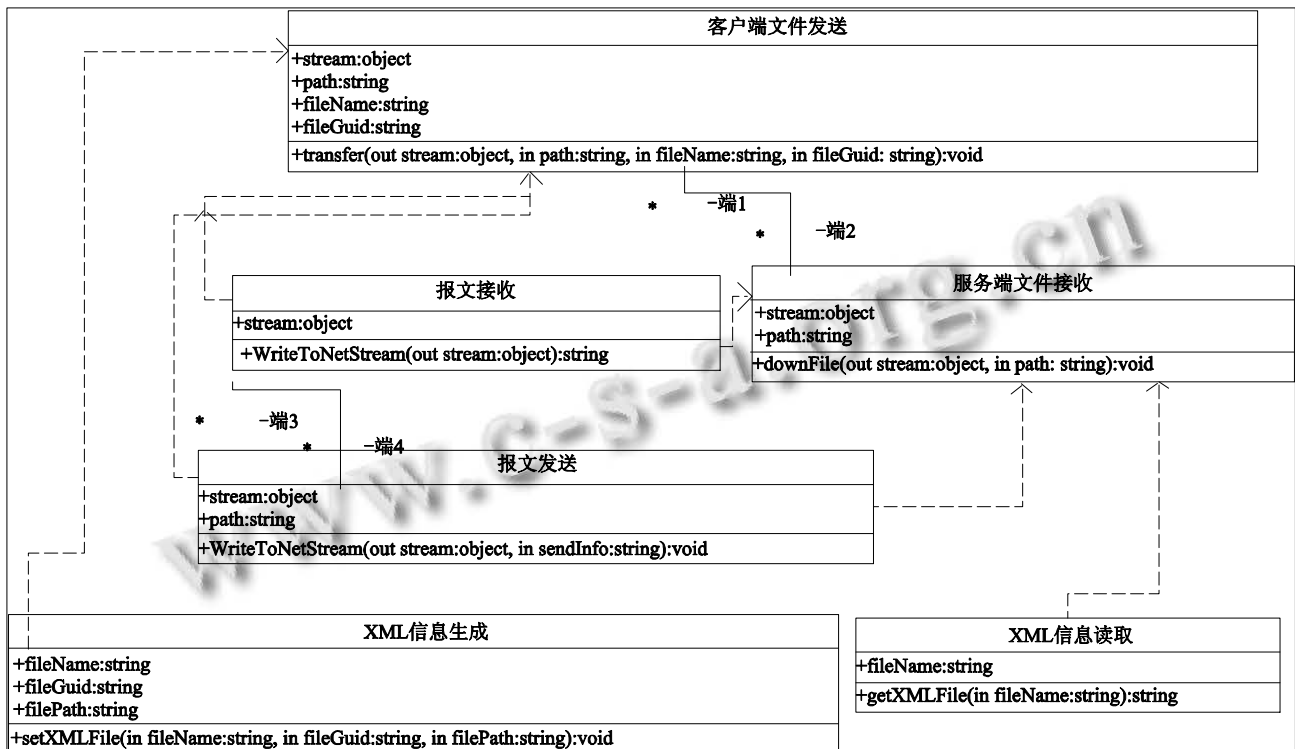 客户端文件发送
+stream:object
+path:string
+fileName:string
+fileGuid:string
+transfer(out stream:object, in path:string, in fileName:string, in fileGuid: string):void
* -端1
* -端2
报文接收
+stream:object
+WriteToNetStream(out stream:object):string
服务端文件接收
+stream:object
+path:string
+downFile(out stream:object, in path: string):void
* -端3
* -端4
报文发送
+stream:object
+path:string
+WriteToNetStream(out stream:object, in sendInfo:string):void
XML信息生成
+fileName:string
+fileGuid:string
+filePath:string
+setXMLFile(in fileName:string, in fileGuid:string, in filePath:string):void
XML信息读取
+fileName:string
+getXMLFile(in fileName:string):string
www.c-s-a.org.cn